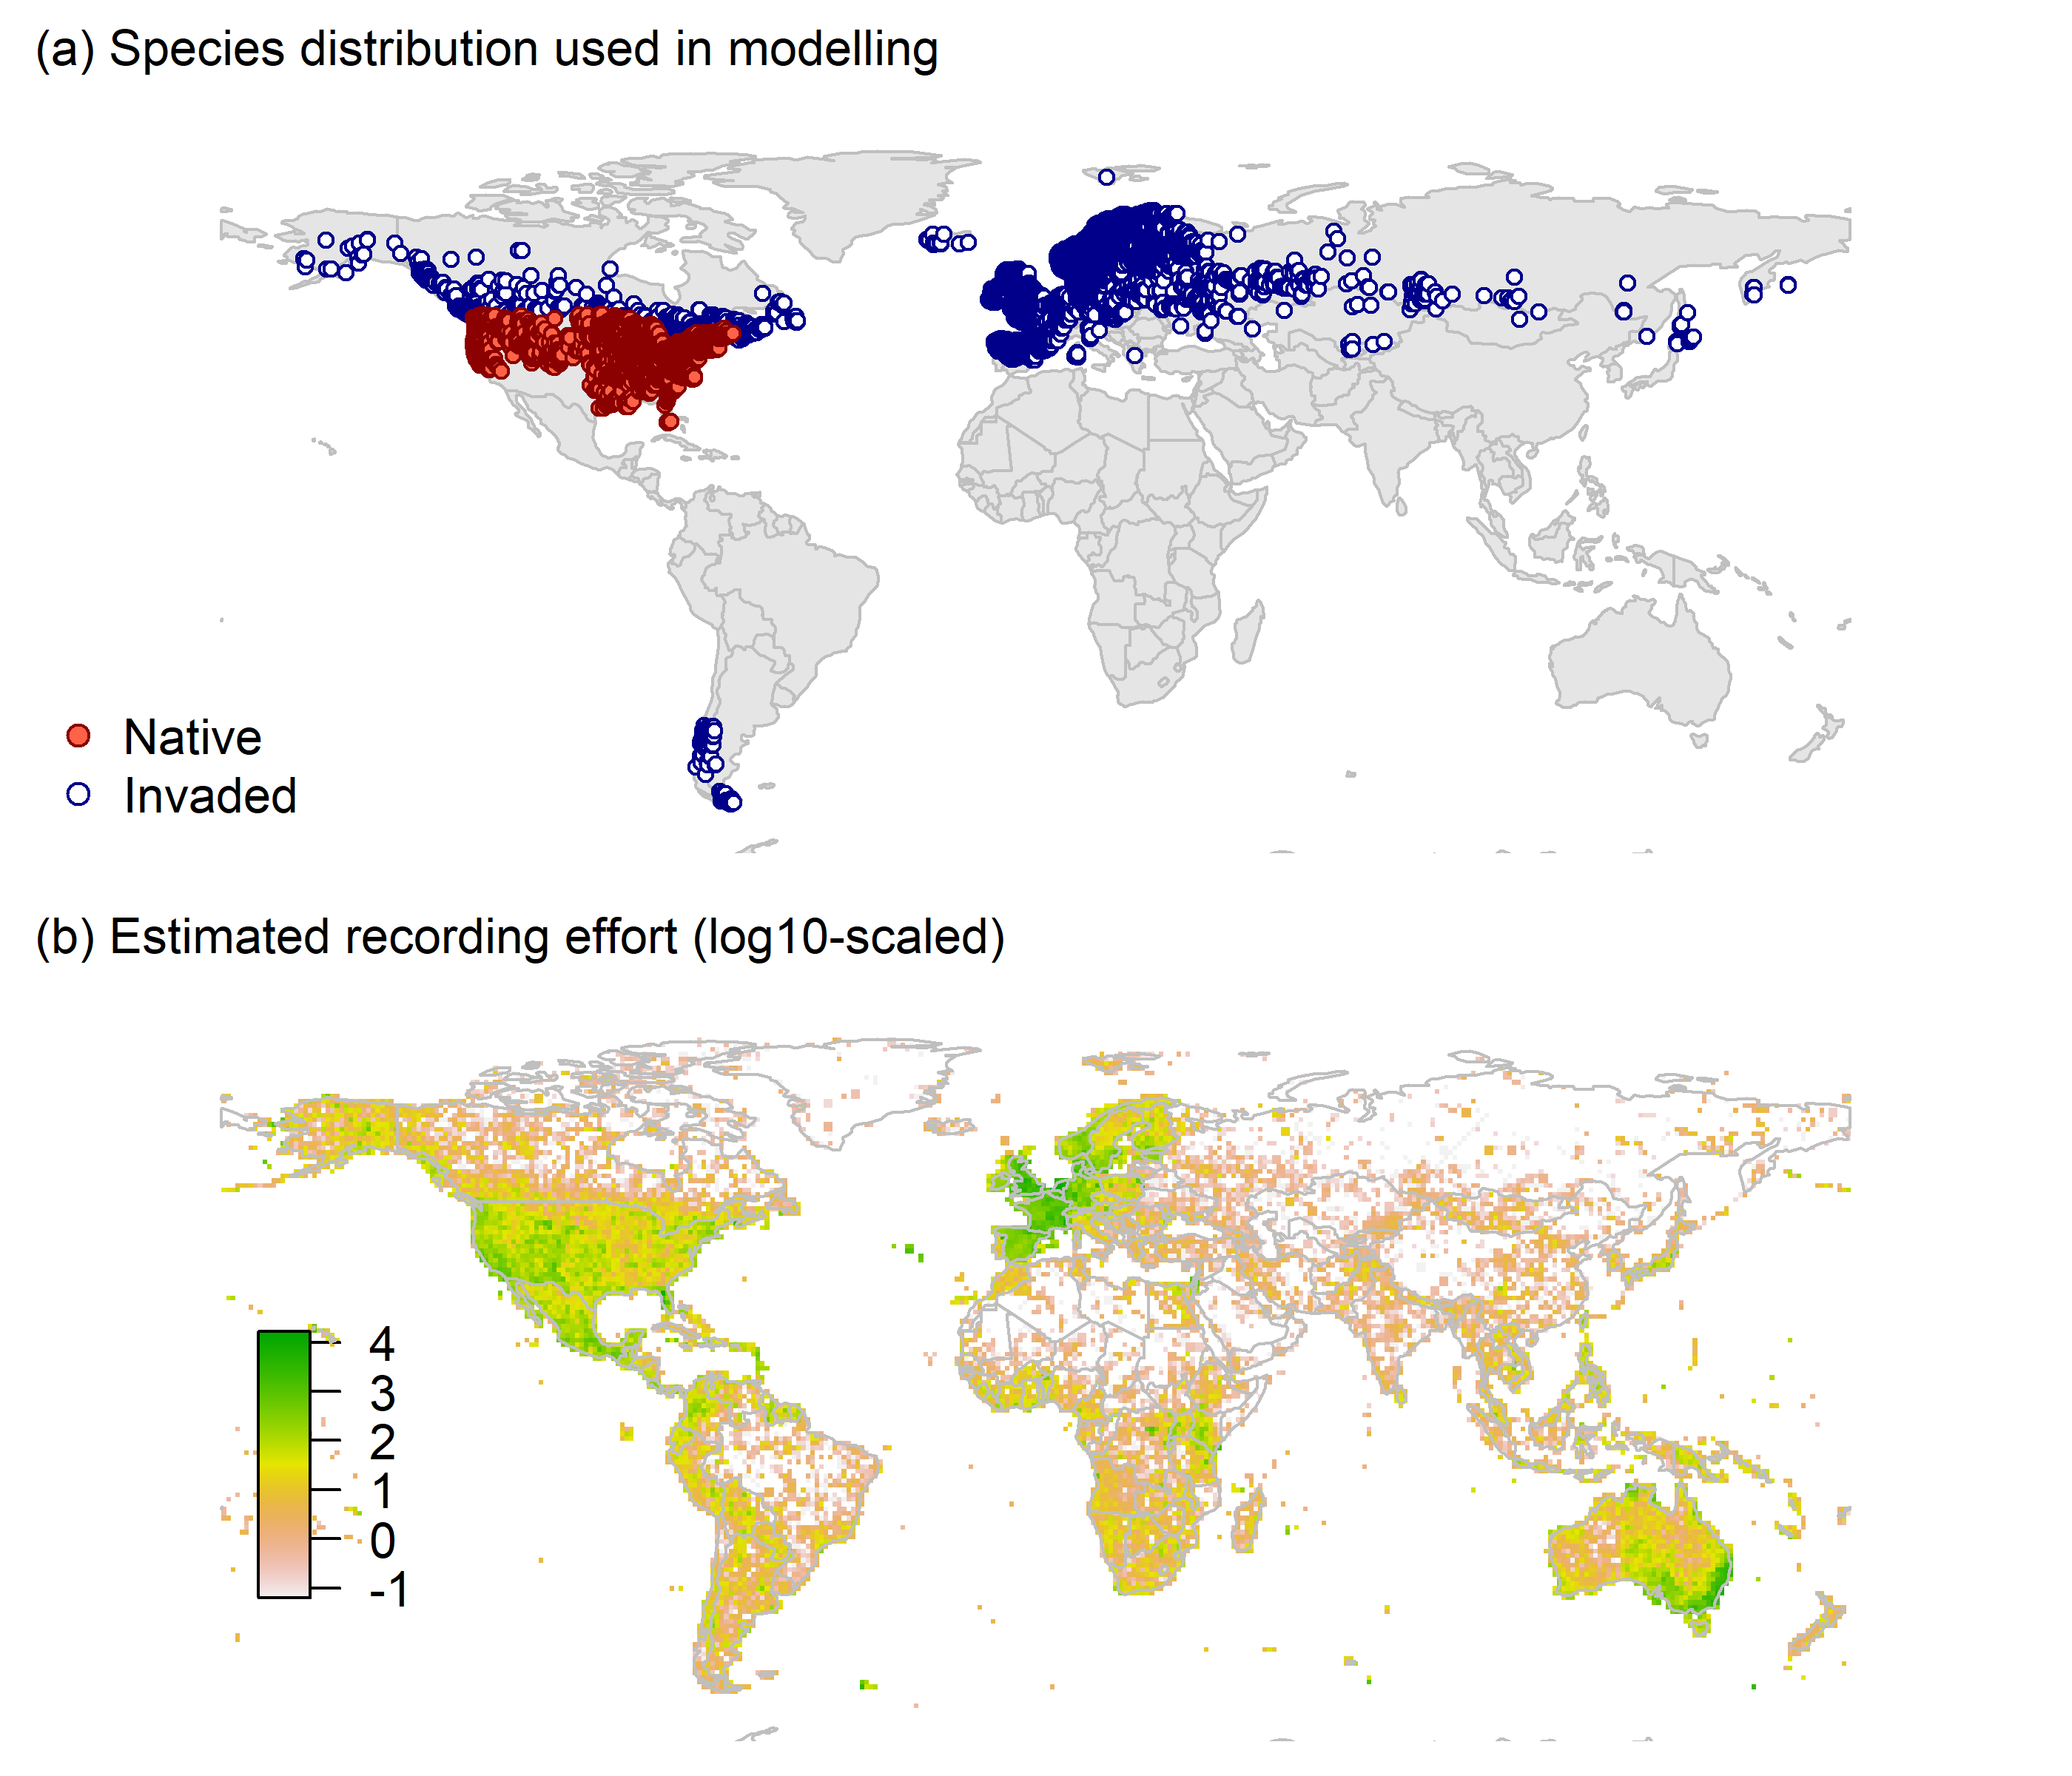 (a) Species distribution used in modelling
Native
Invaded
(b) Estimated recording effort (log10-scaled)
4
3
2
1
0
-1